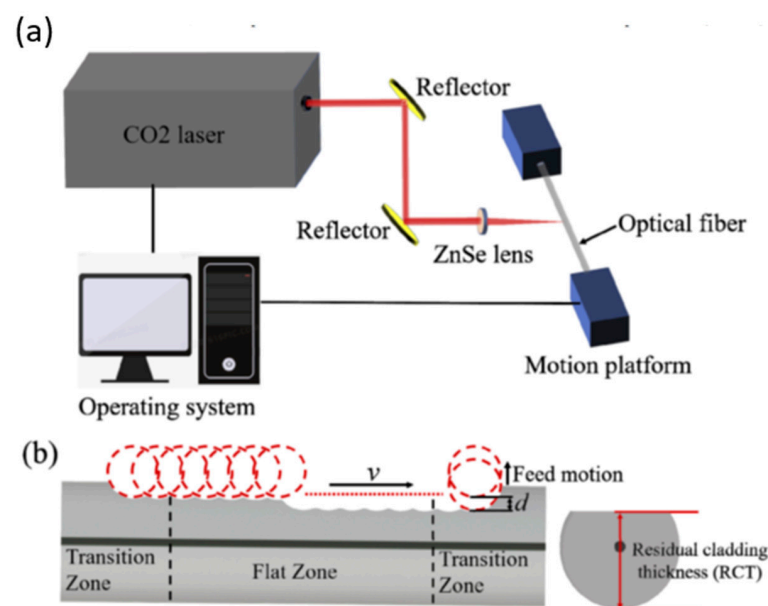 (a)
CO2 laser
Reflector
Reflector
ZnSe lens
Optical fiber
Motion platform
Operating system
(b)
v
Feed motion
d
Transition
Zone
Flat Zone
Transition
Zone
Residual cladding
thickness (RCT)